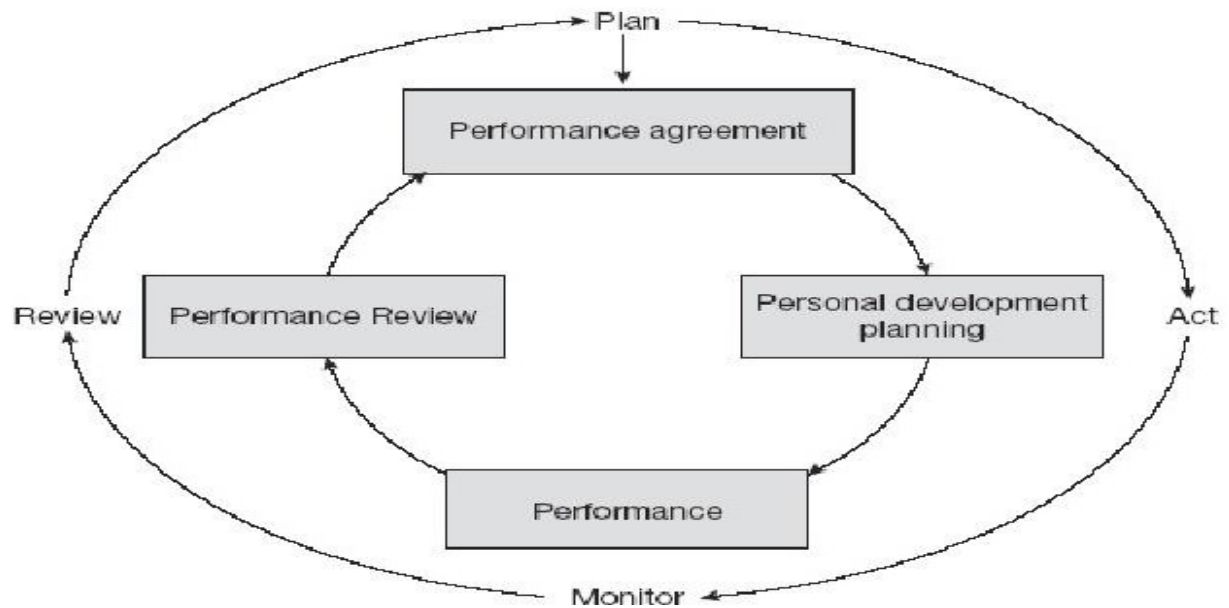 Plan
Performance agreement
Review
Performance Review
Personal development
planning
Act
Performance
Monitor